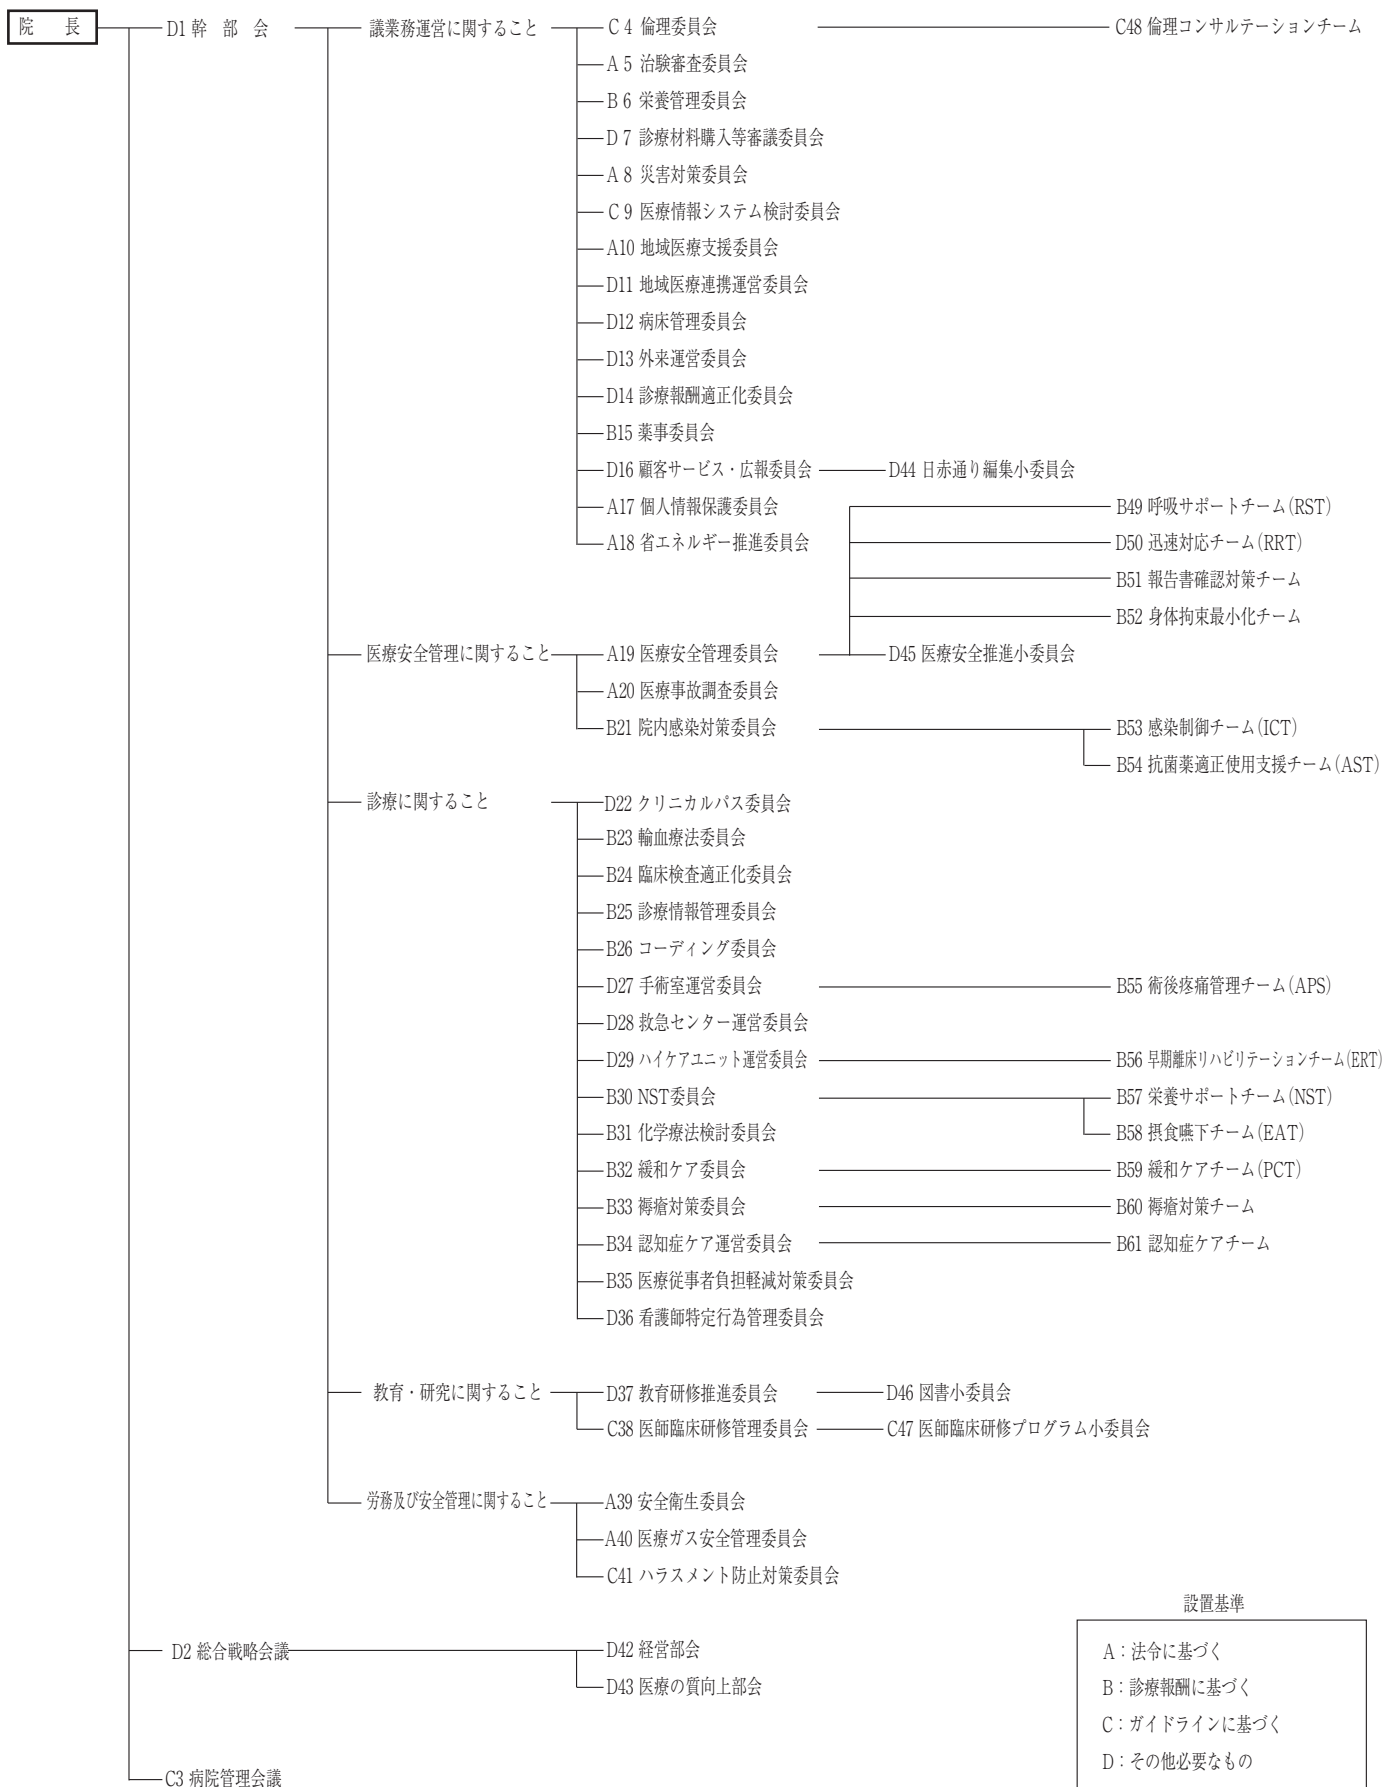 院　長
D1 幹　部　会
議業務運営に関すること
C 4 倫理委員会
C48 倫理コンサルテーションチーム
A 5 治験審査委員会
B 6 栄養管理委員会
D 7 診療材料購入等審議委員会
A 8 災害対策委員会
C 9 医療情報システム検討委員会
A10 地域医療支援委員会
D11 地域医療連携運営委員会
D12 病床管理委員会
D13 外来運営委員会
D14 診療報酬適正化委員会
B15 薬事委員会
D16 顧客サービス・広報委員会
D44 日赤通り編集小委員会
A17 個人情報保護委員会
B49 呼吸サポートチーム(RST)
A18 省エネルギー推進委員会
D50 迅速対応チーム(RRT)
B51 報告書確認対策チーム
B52 身体拘束最小化チーム
医療安全管理に関すること
A19 医療安全管理委員会
D45 医療安全推進小委員会
A20 医療事故調査委員会
B21 院内感染対策委員会
B53 感染制御チーム(ICT)
B54 抗菌薬適正使用支援チーム(AST)
診療に関すること
D22 クリニカルパス委員会
B23 輸血療法委員会
B24 臨床検査適正化委員会
B25 診療情報管理委員会
B26 コーディング委員会
D27 手術室運営委員会
B55 術後疼痛管理チーム(APS)
D28 救急センター運営委員会
D29 ハイケアユニット運営委員会
B56 早期離床リハビリテーションチーム(ERT)
B30 NST委員会
B57 栄養サポートチーム(NST)
B31 化学療法検討委員会
B58 摂食嚥下チーム(EAT)
B32 緩和ケア委員会
B59 緩和ケアチーム(PCT)
B33 褥瘡対策委員会
B60 褥瘡対策チーム
B34 認知症ケア運営委員会
B61 認知症ケアチーム
B35 医療従事者負担軽減対策委員会
D36 看護師特定行為管理委員会
教育・研究に関すること
D37 教育研修推進委員会
D46 図書小委員会
C38 医師臨床研修管理委員会
C47 医師臨床研修プログラム小委員会
労務及び安全管理に関すること
A39 安全衛生委員会
A40 医療ガス安全管理委員会
C41 ハラスメント防止対策委員会
D2 総合戦略会議
D42 経営部会
D43 医療の質向上部会
C3 病院管理会議
設置基準
A：法令に基づく
B：診療報酬に基づく
C：ガイドラインに基づく
D：その他必要なもの